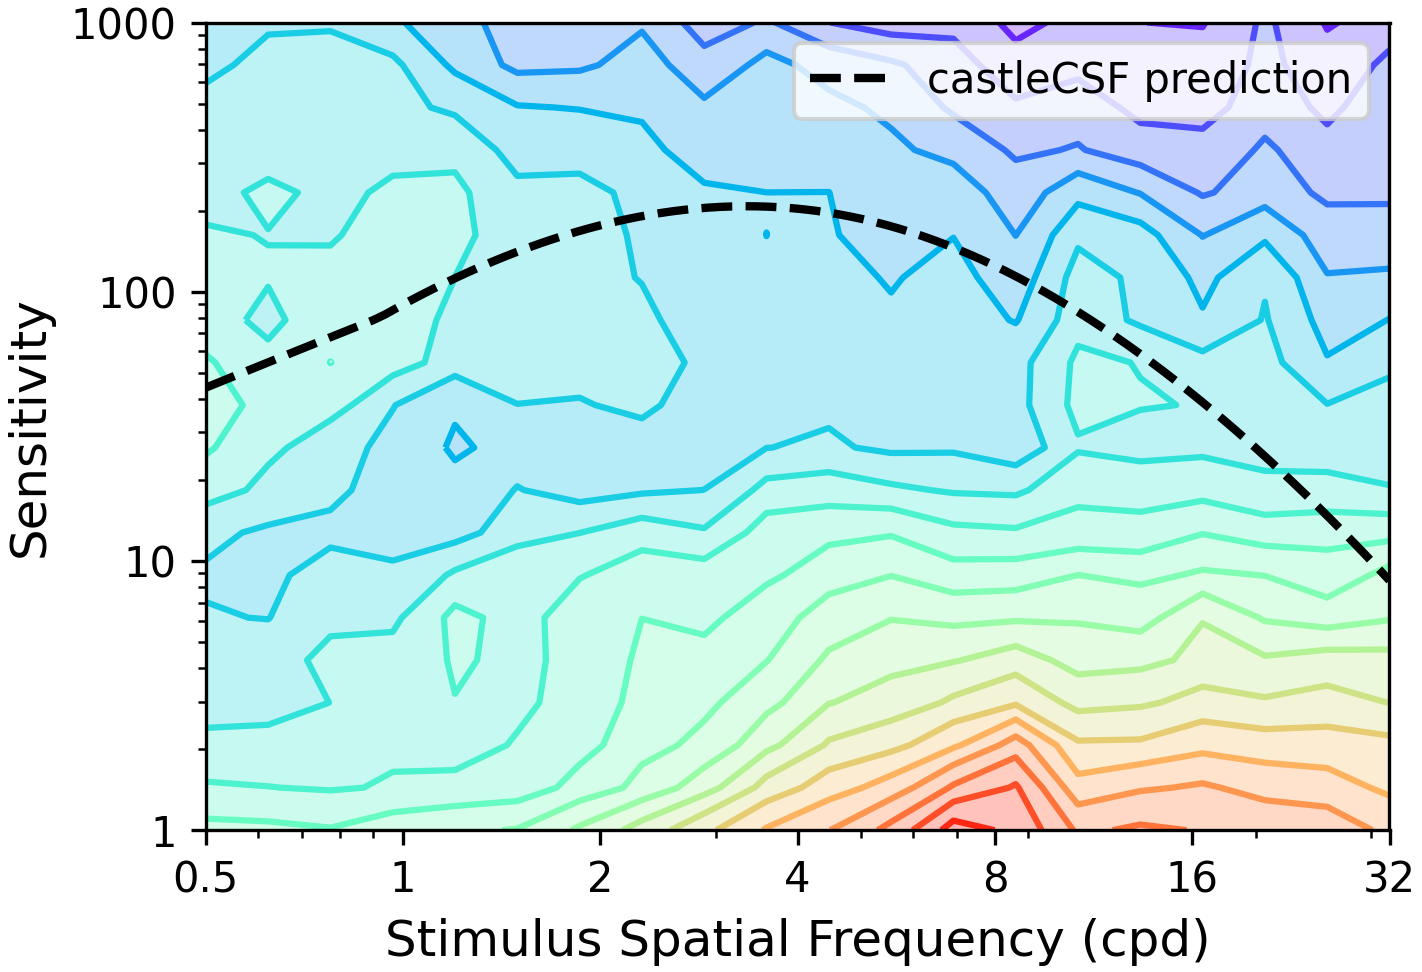 1000
100
10
1
Sensitivity
castleCSF prediction
0.5 1 2 4 8 16 32
Stimulus Spatial Frequency (cpd)